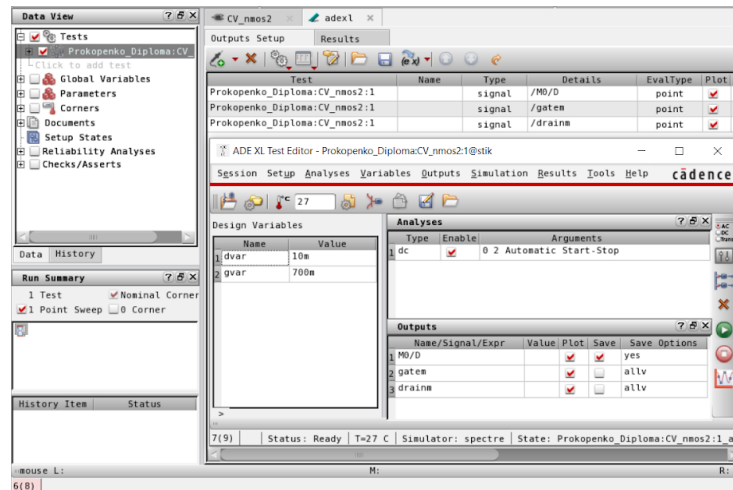 Data View
CV_nmos2
adexl
Tests
Prokopenko_Diploma:CV_
Click to add test
Global Variables
Parameters
Corners
Documents
Setup States
Reliability Analyses
Checks/Asserts
Data
History
Run Summary
1 Test
Nominal Corner
1 Point Sweep
0 Corner
History Item
Status
Outputs Setup
Results
Test
Name
Type
Details
EvalType
Plot
Prokopenko_Diploma:CV_nmos2:1
signal
/M0/D
point
Prokopenko_Diploma:CV_nmos2:1
signal
/gatem
point
Prokopenko_Diploma:CV_nmos2:1
signal
/drainm
point
ADE XL Test Editor - Prokopenko_Diploma:CV_nmos2:1@stik
Session Setup Analyses Variables Outputs Simulation Results Tools Help
cādence
°C
27
Design Variables
Name
Value
1 dvar
10m
2 gvar
700m
>
Analyses
Type
Enable
Arguments
1 dc
0 2 Automatic Start-Stop
AC
DC
Trans
Outputs
Name/Signal/Expr
Value
Plot
Save
Save Options
1 M0/D
yes
2 gatem
allv
3 drainm
allv
7(9)
Status: Ready
T=27 C
Simulator: spectre
State: Prokopenko_Diploma:CV_nmos2:1_a
mouse L:
M:
R:
6(8)